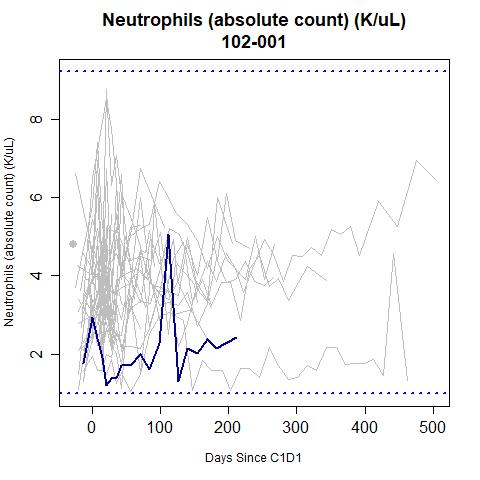 Neutrophils (absolute count) (K/uL)
102-001
Neutrophils (absolute count) (K/uL)
8
6
4
2
0 100 200 300 400 500
Days Since C1D1